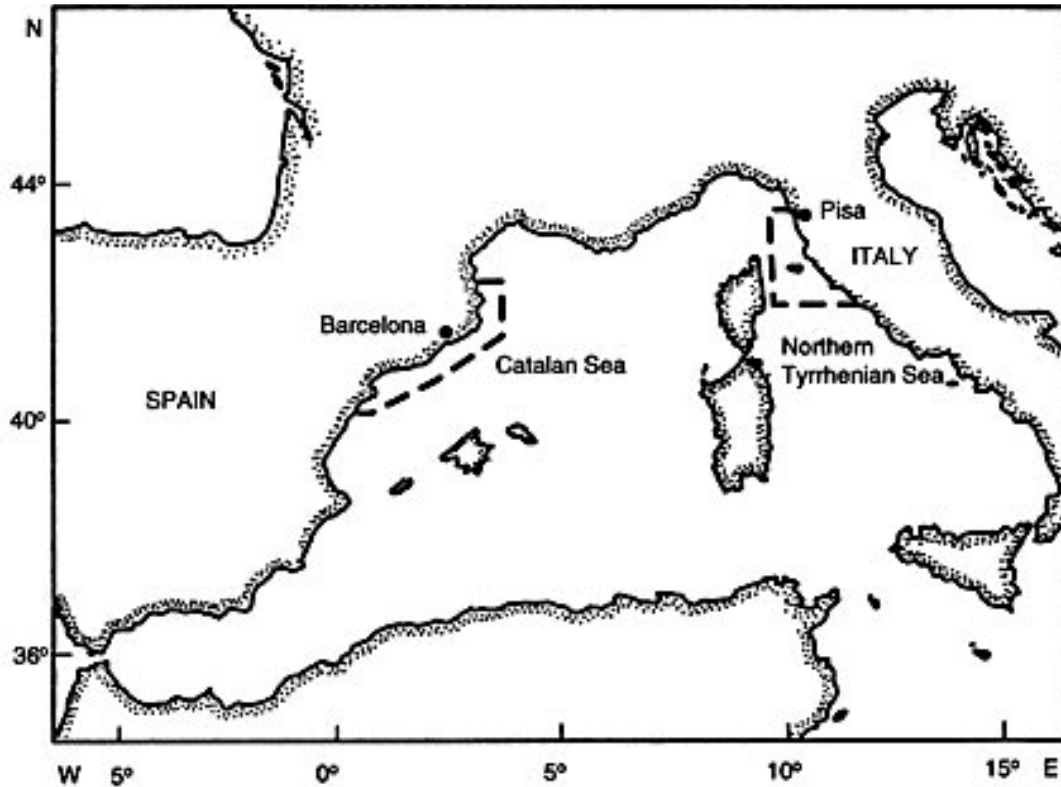 N
44°
Pisa
ITALY
Barcelona
Catalan Sea
Northern
Tyrrhenian Sea
SPAIN
40°
36°
W 5° 0° 5° 10° 15° E